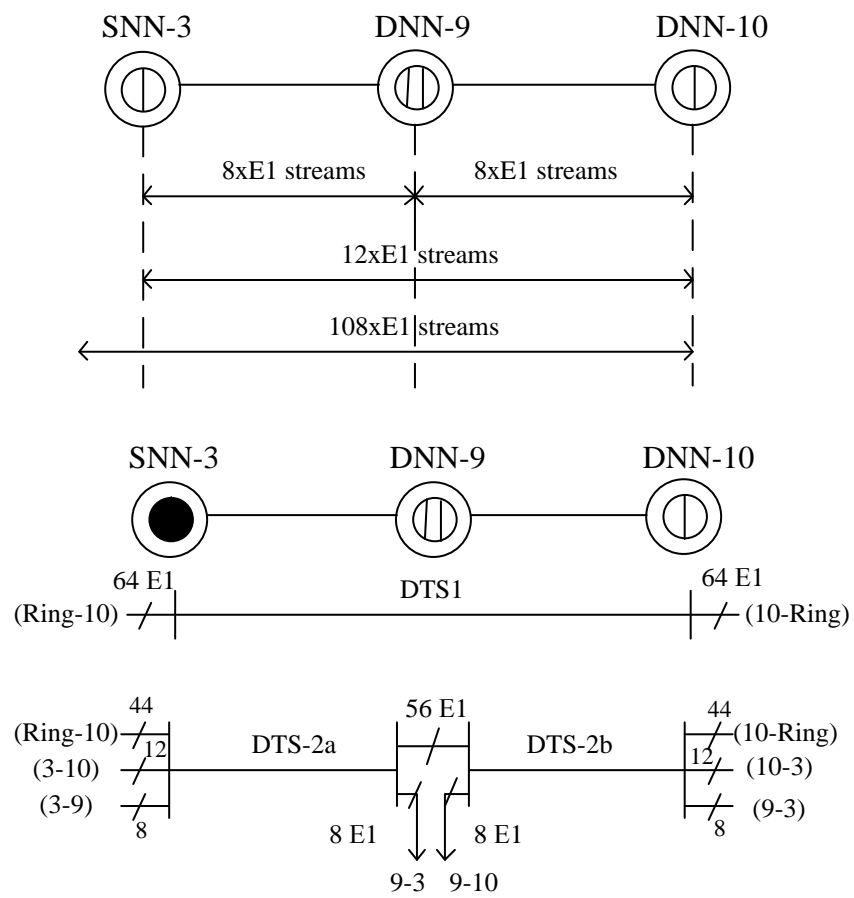 SNN-3 DNN-9 DNN-10
8xE1 streams 8xE1 streams
12xE1 streams
108xE1 streams
SNN-3 DNN-9 DNN-10
64 E1 DTS1 64 E1
(Ring-10) (10-Ring)
44 56 E1 44
(Ring-10) DTS-2a DTS-2b (10-Ring)
12 12
(3-10) (10-3)
(3-9) (9-3)
8 8 E1 8 E1 8
9-3 9-10